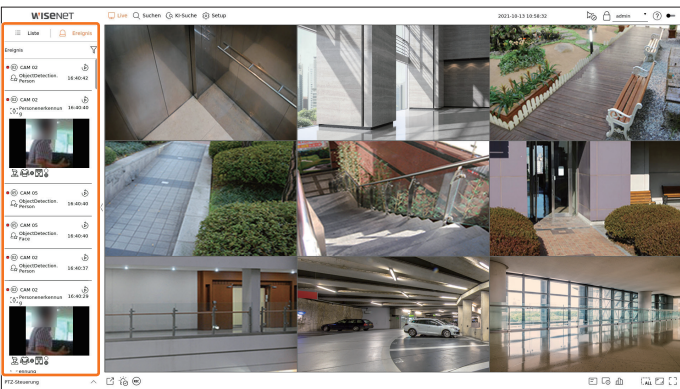 WISENET
Live
Suchen
KI-Suche
Setup
2021-10-13 10:58:32
admin
Liste
Ereignis
Ereignis
CAM 02
ObjectDetection.
Person
16:40:42
CAM 02
Personenerkennun
g
16:40:40
CAM 05
ObjectDetection.
Person
16:40:40
CAM 05
ObjectDetection.
Face
16:40:40
CAM 02
ObjectDetection.
Person
16:40:37
CAM 02
Personenerkennun
g
16:40:29
ennung
PTZ-Steuerung
ALL